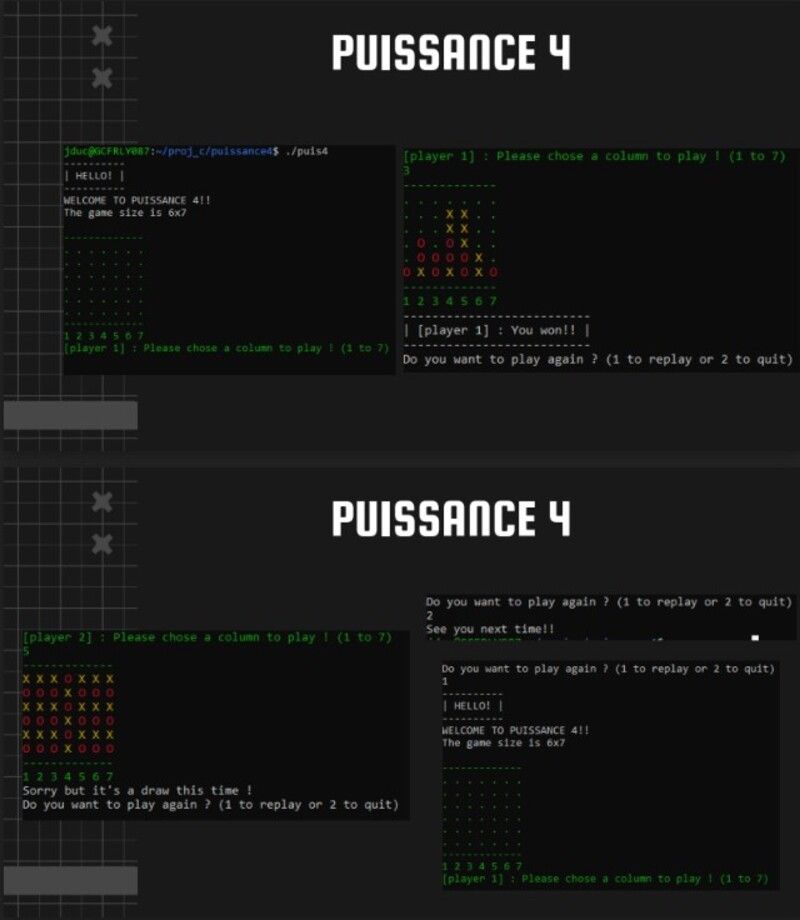 PUISSANCE 4
jduc@GCFRLY0B7:~/proj_c/puissance4$ ./puis4
----------
| HELLO! |
----------
WELCOME TO PUISSANCE 4!!
The game size is 6x7
-------------
. . . . . . .
. . . . . . .
. . . . . . .
. . . . . . .
. . . . . . .
. . . . . . .
-------------
1 2 3 4 5 6 7
[player 1] : Please chose a column to play ! (1 to 7)
[player 1] : Please chose a column to play ! (1 to 7)
3
-------------
. . . . . . .
. . . X X . .
. . . X X . .
. O . O X . .
. O O O O X .
O X O X O X O
-------------
1 2 3 4 5 6 7
---------------------------
| [player 1] : You won!! |
---------------------------
Do you want to play again ? (1 to replay or 2 to quit)
PUISSANCE 4
[player 2] : Please chose a column to play ! (1 to 7)
5
-------------
X X X O X X X
O O O X O O O
X X X O X X X
O O O X O O O
X X X O X X X
O O O X O O O
-------------
1 2 3 4 5 6 7
Sorry but it's a draw this time !
Do you want to play again ? (1 to replay or 2 to quit)
Do you want to play again ? (1 to replay or 2 to quit)
2
See you next time!!
Do you want to play again ? (1 to replay or 2 to quit)
1
----------
| HELLO! |
----------
WELCOME TO PUISSANCE 4!!
The game size is 6x7
-------------
. . . . . . .
. . . . . . .
. . . . . . .
. . . . . . .
. . . . . . .
. . . . . . .
-------------
1 2 3 4 5 6 7
[player 1] : Please chose a column to play ! (1 to 7)